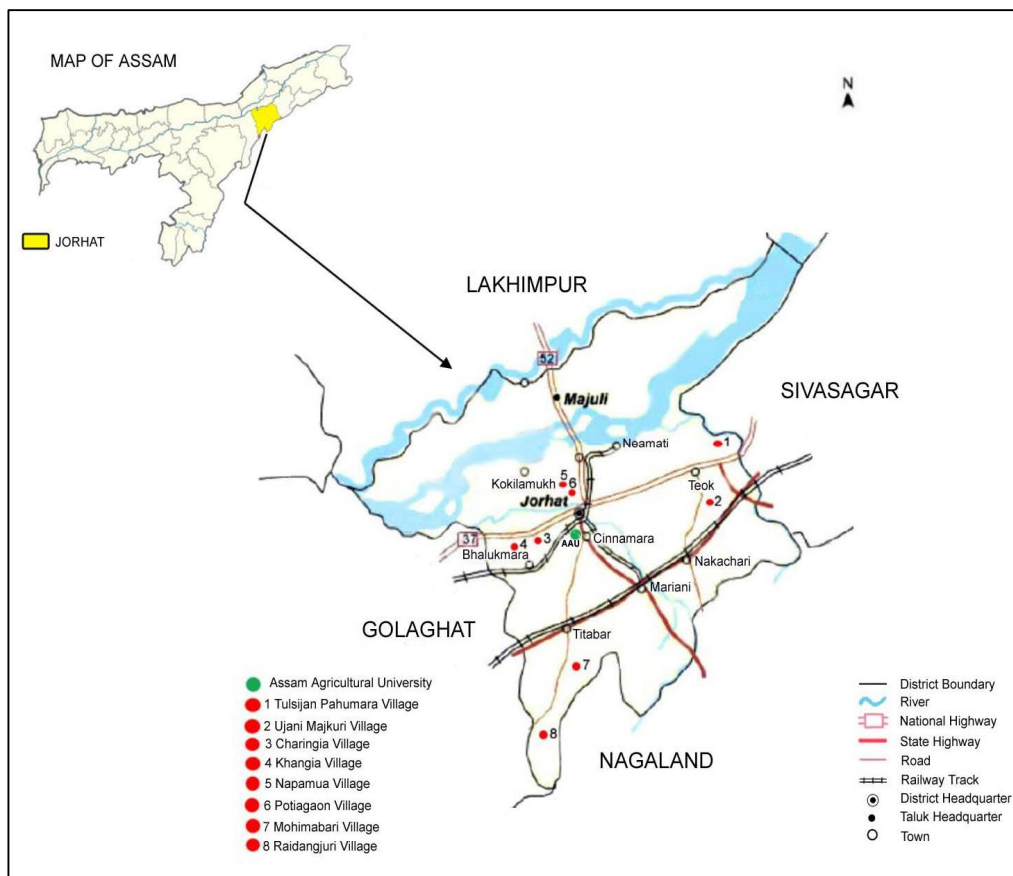 MAP OF ASSAM
N
JORHAT
LAKHIMPUR
52
SIVASAGAR
Majuli
Neamati
1
Kokilamukh
5
6
Teok
2
Jorhat
37
4
3
AAU
Cinnamara
Bhalukmara
Nakachari
Mariani
GOLAGHAT
Titabar
7
8
NAGALAND
Assam Agricultural University
1 Tulsijan Pahumara Village
2 Ujani Majkuri Village
3 Charingia Village
4 Khangia Village
5 Napamua Village
6 Potiagaon Village
7 Mohimabari Village
8 Raidangjuri Village
District Boundary
River
National Highway
State Highway
Road
Railway Track
District Headquarter
Taluk Headquarter
Town